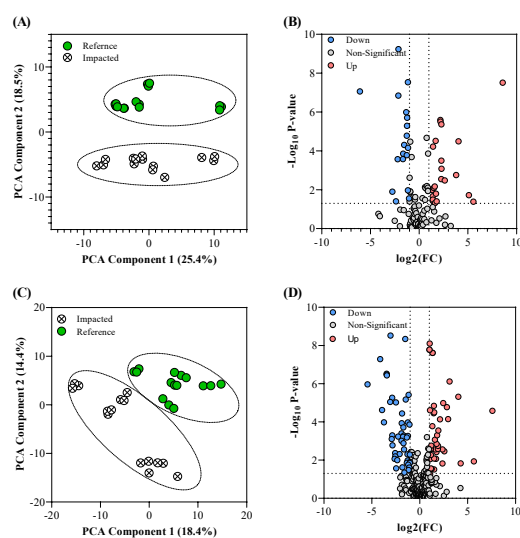 (A)
Refernce
Impacted
PCA Component 2 (18.5%)
20
10
0
-10
-10
0
10
PCA Component 1 (25.4%)
(B)
Down
Non-Significant
Up
-Log10 P-value
10
8
6
4
2
0
-10
-5
0
5
10
log2(FC)
(C)
Impacted
Reference
PCA Component 2 (14.4%)
20
10
0
-10
-20
-20
-10
0
10
20
PCA Component 1 (18.4%)
(D)
Down
Non-Significant
Up
-Log10 P-value
10
8
6
4
2
0
-10
-5
0
5
10
log2(FC)